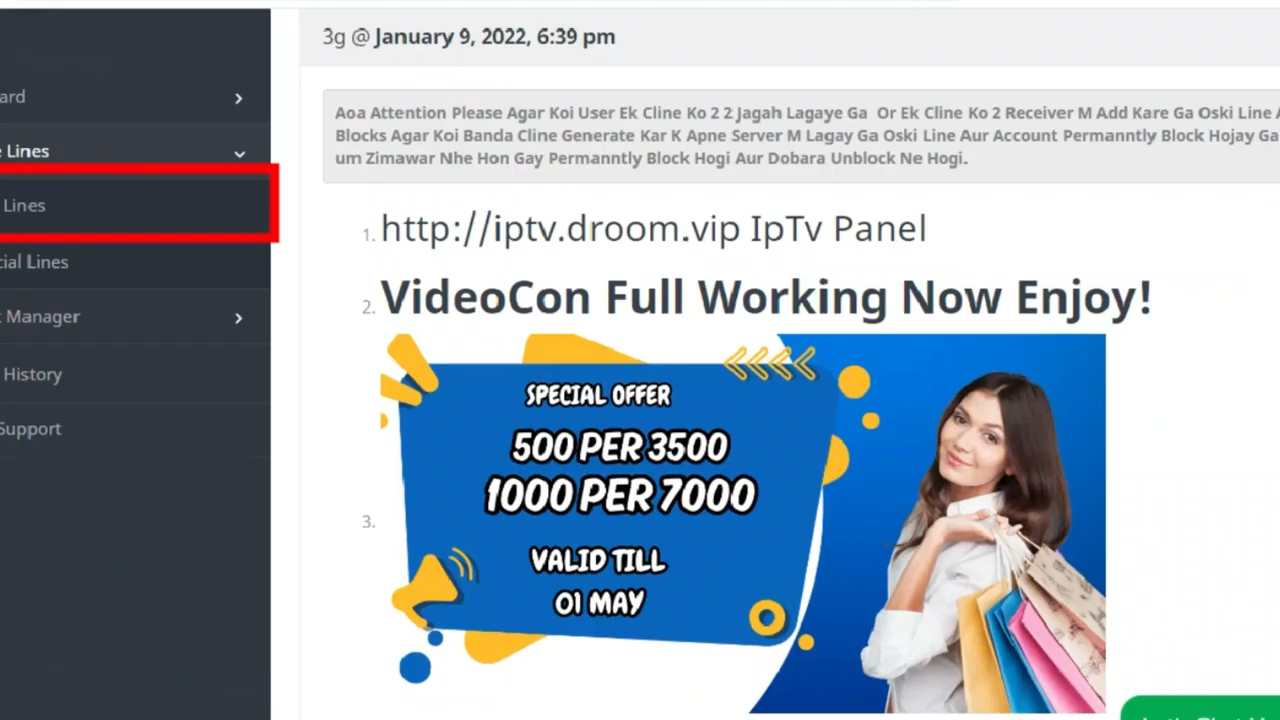 3g @ January 9, 2022, 6:39 pm
ard
Aoa Attention Please Agar Koi User Ek Cline Ko 2 2 Jagah Lagaye Ga Or Ek Cline Ko 2 Receiver M Add Kare Ga Oski Line
Blocks Agar Koi Banda Cline Generate Kar K Apne Server M Lagay Ga Oski Line Aur Account Permanntly Block Hojay Ga
um Zimawar Nhe Hon Gay Permanntly Block Hogi Aur Dobara Unblock Ne Hogi.
e Lines
Lines
cial Lines
t Manager
History
Support
1. http://iptv.droom.vip IpTv Panel
2. VideoCon Full Working Now Enjoy!
3.
SPECIAL OFFER
500 PER 3500
1000 PER 7000
VALID TILL
01 MAY